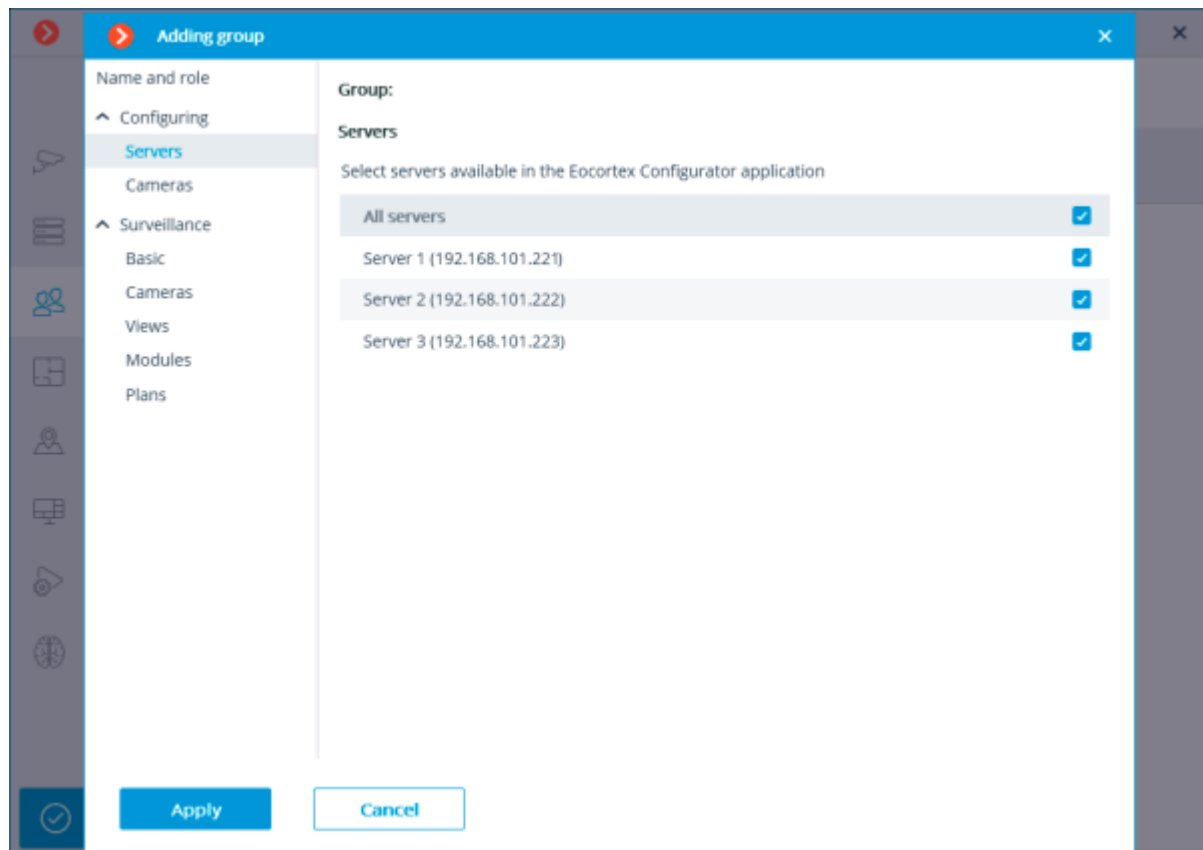 Adding group
Name and role
Configuring
Servers
Cameras
Surveillance
Basic
Cameras
Views
Modules
Plans
Group:
Servers
Select servers available in the Eocortex Configurator application
All servers
Server 1 (192.168.101.221)
Server 2 (192.168.101.222)
Server 3 (192.168.101.223)
Apply
Cancel